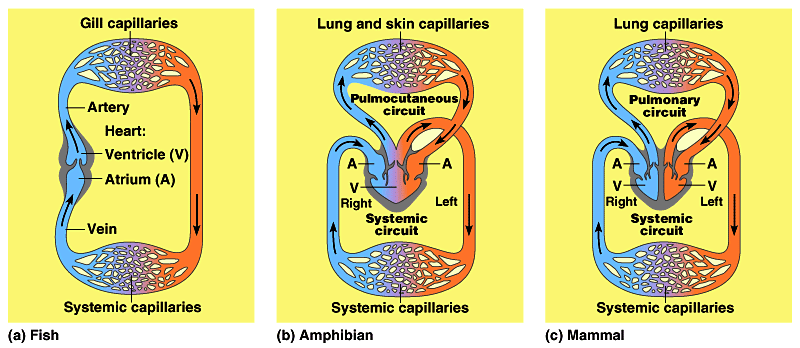 Gill capillaries
Artery
Heart:
Ventricle (V)
Atrium (A)
Vein
Systemic capillaries
(a) Fish
Lung and skin capillaries
Pulmocutaneous
circuit
A
A
V
Right
Left
Systemic
circuit
Systemic capillaries
(b) Amphibian
Lung capillaries
Pulmonary
circuit
A
A
V
V
Right
Left
Systemic
circuit
Systemic capillaries
(c) Mammal